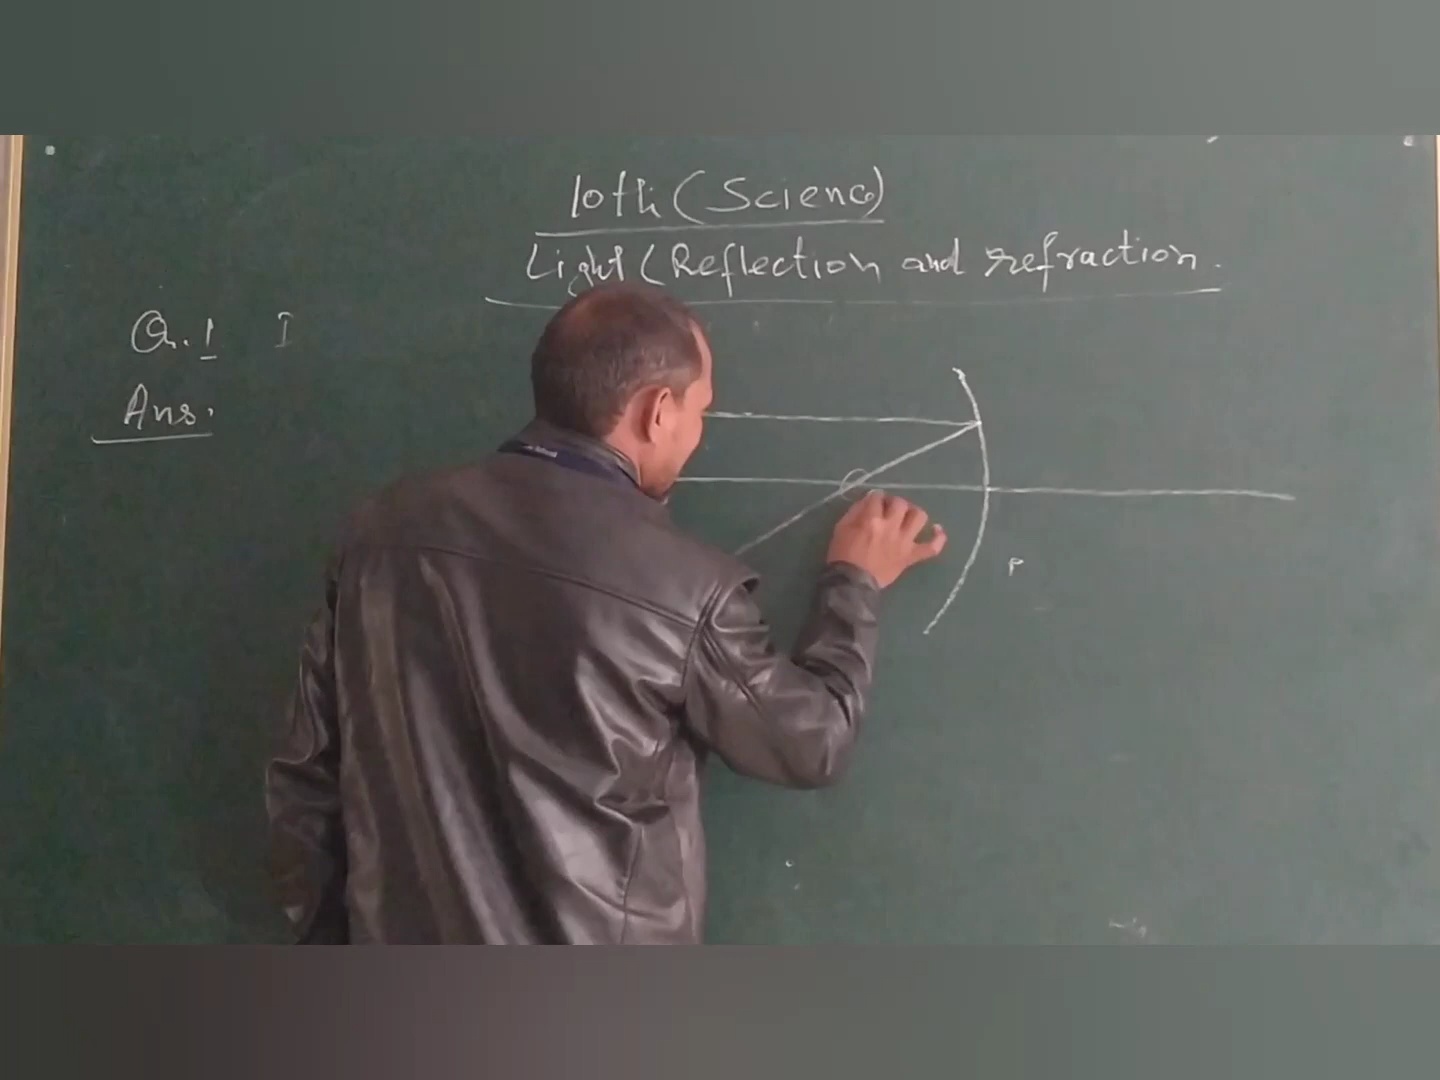 10th (Science)
Light (Reflection and refraction.
Q.1 I
Ans.
P